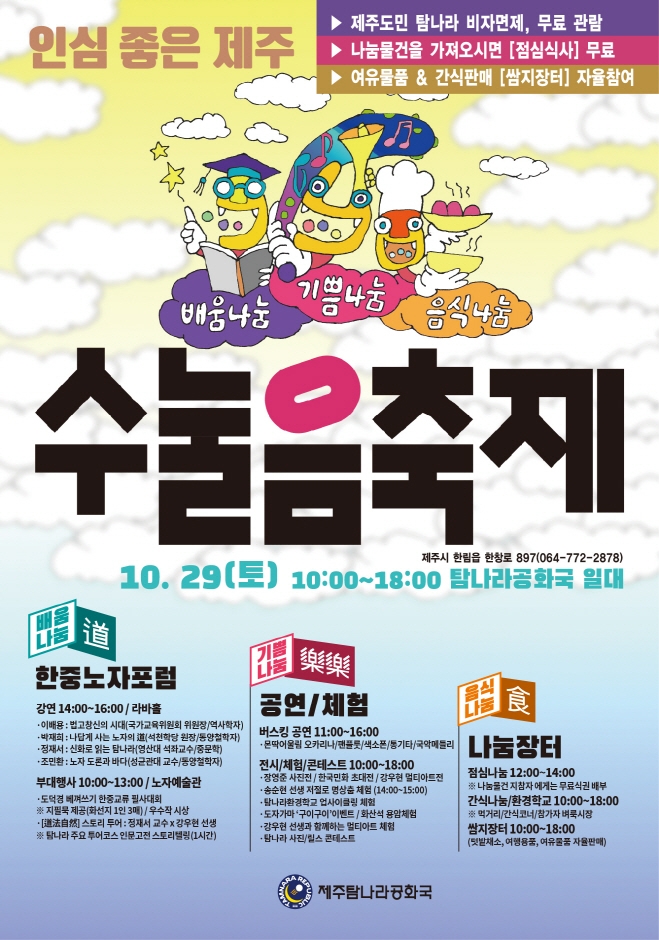 인심 좋은 제주
▶ 제주도민 탐나라 비자면제, 무료 관람
▶ 나눔물건을 가져오시면 [점심식사] 무료
▶ 여유물품 & 간식판매 [쌈지장터] 자율참여
배움나눔
기쁨나눔
음식나눔
수눌음축제
제주시 한림읍 한창로 897(064-772-2878)
10. 29(토) 10:00~18:00 탐나라공화국 일대
배움
나눔
道
한중노자포럼
강연 14:00~16:00 / 라바홀
·이배용 : 법고창신의 시대(국가교육위원회 위원장/역사학자)
·박재희 : 나답게 사는 노자의 道(석천학당 원장/동양철학자)
·정재서 : 신화로 읽는 탐나라(영산대 석좌교수/중문학)
·조민환 : 노자 도론과 바다(성균관대 교수/동양철학자)
부대행사 10:00~13:00 / 노자예술관
·도덕경 베껴쓰기 한중교류 필사대회
※ 지필묵 제공(화선지 1인 3매) / 우수작 시상
·[道法自然] 스토리 투어 : 정재서 교수 x 강우현 선생
※ 탐나라 주요 투어코스 인문고전 스토리텔링(1시간)
기쁨
나눔
樂樂
공연/체험
버스킹 공연 11:00~16:00
·몬딱어울림 오카리나/팬플룻/색소폰/통기타/국악메들리
전시/체험/콘테스트 10:00~18:00
·장영준 사진전 / 한국민화 초대전 / 강우현 멀티아트전
·송순현 선생 저절로 명상춤 체험 (14:00~15:00)
·탐나라환경학교 업사이클링 체험
·도자가마 '구이구이'이벤트 / 화산석 용암체험
·강우현 선생과 함께하는 멀티아트 체험
·탐나라 사진/릴스 콘테스트
음식
나눔
食
나눔장터
점심나눔 12:00~14:00
※ 나눔물건 지참자 에게는 무료식권 배부
간식나눔/환경학교 10:00~18:00
※ 먹거리/간식코너/참가자 벼룩시장
쌈지장터 10:00~18:00
(텃밭채소, 여행용품, 여유물품 자율판매)
TAMNARA REPUBLIC
제주탐나라공화국